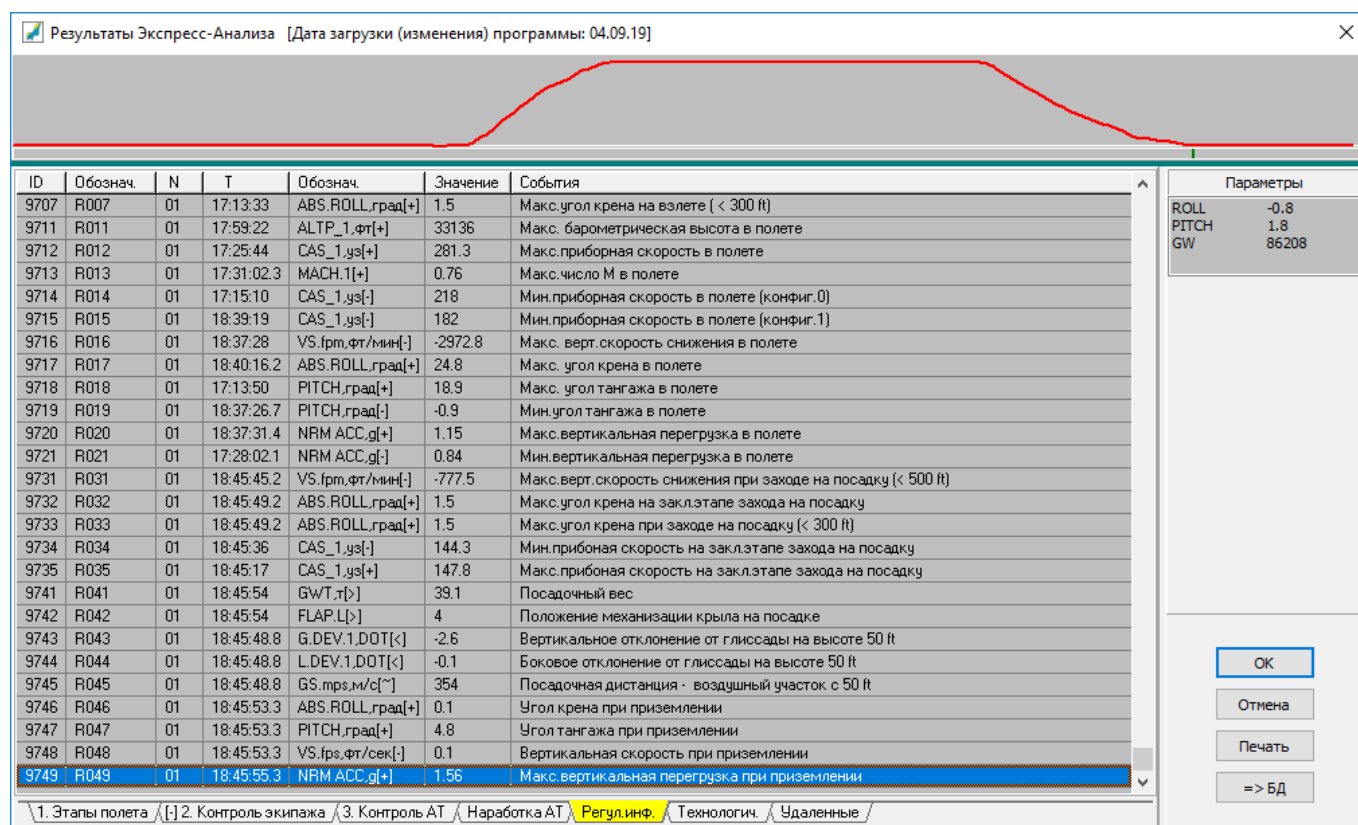 Результаты Экспресс-Анализа [Дата загрузки (изменения) программы: 04.09.19]
ID Обознач. N T Обознач. Значение События
9707 R007 01 17:13:33 ABS.ROLL,град[+] 1.5 Макс.угол крена на взлете ( < 300 ft)
9711 R011 01 17:59:22 ALTP_1,фт[+] 33136 Макс. барометрическая высота в полете
9712 R012 01 17:25:44 CAS_1,уз[+] 281.3 Макс.приборная скорость в полете
9713 R013 01 17:31:02.3 MACH.1[+] 0.76 Макс.число М в полете
9714 R014 01 17:15:10 CAS_1,уз[-] 218 Мин.приборная скорость в полете (конфиг.0)
9715 R015 01 18:39:19 CAS_1,уз[-] 182 Мин.приборная скорость в полете (конфиг.1)
9716 R016 01 18:37:28 VS.fpm,фт/мин[-] -2972.8 Макс. верт.скорость снижения в полете
9717 R017 01 18:40:16.2 ABS.ROLL,град[+] 24.8 Макс. угол крена в полете
9718 R018 01 17:13:50 PITCH,град[+] 18.9 Макс. угол тангажа в полете
9719 R019 01 18:37:26.7 PITCH,град[-] -0.9 Мин.угол тангажа в полете
9720 R020 01 18:37:31.4 NRM ACC,g[+] 1.15 Макс.вертикальная перегрузка в полете
9721 R021 01 17:28:02.1 NRM ACC,g[-] 0.84 Мин.вертикальная перегрузка в полете
9731 R031 01 18:45:45.2 VS.fpm,фт/мин[-] -777.5 Макс.верт.скорость снижения при заходе на посадку (< 500 ft)
9732 R032 01 18:45:49.2 ABS.ROLL,град[+] 1.5 Макс.угол крена на закл.этапе захода на посадку
9733 R033 01 18:45:49.2 ABS.ROLL,град[+] 1.5 Макс.угол крена при заходе на посадку (< 300 ft)
9734 R034 01 18:45:36 CAS_1,уз[-] 144.3 Мин.прибоная скорость на закл.этапе захода на посадку
9735 R035 01 18:45:17 CAS_1,уз[+] 147.8 Макс.прибоная скорость на закл.этапе захода на посадку
9741 R041 01 18:45:54 GWT,т[>] 39.1 Посадочный вес
9742 R042 01 18:45:54 FLAP.L[>] 4 Положение механизации крыла на посадке
9743 R043 01 18:45:48.8 G.DEV.1,DOT[<] -2.6 Вертикальное отклонение от глиссады на высоте 50 ft
9744 R044 01 18:45:48.8 L.DEV.1,DOT[<] -0.1 Боковое отклонение от глиссады на высоте 50 ft
9745 R045 01 18:45:48.8 GS.mps,м/с[~] 354 Посадочная дистанция - воздушный участок с 50 ft
9746 R046 01 18:45:53.3 ABS.ROLL,град[+] 0.1 Угол крена при приземлении
9747 R047 01 18:45:53.3 PITCH,град[+] 4.8 Угол тангажа при приземлении
9748 R048 01 18:45:53.3 VS.fps,фт/сек[-] 0.1 Вертикальная скорость при приземлении
9749 R049 01 18:45:55.3 NRM ACC,g[+] 1.56 Макс.вертикальная перегрузка при приземлении
1. Этапы полета [-] 2. Контроль экипажа 3. Контроль АТ Наработка АТ Регул.инф. Технологич. Удаленные
Параметры
ROLL -0.8
PITCH 1.8
GW 86208
OK
Отмена
Печать
=> БД